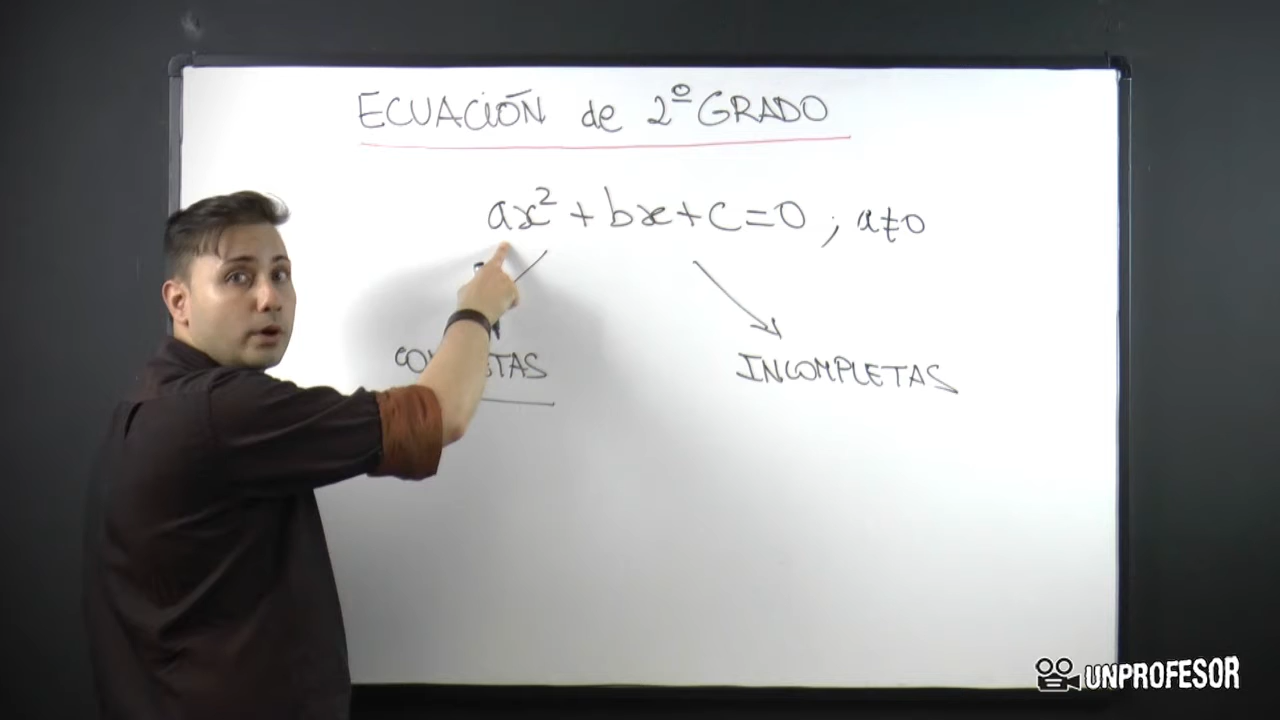 ECUACIÓN de 2º GRADO
ax² + bx + c = 0 ; a ≠ 0
INCOMPLETAS
UNPROFESOR